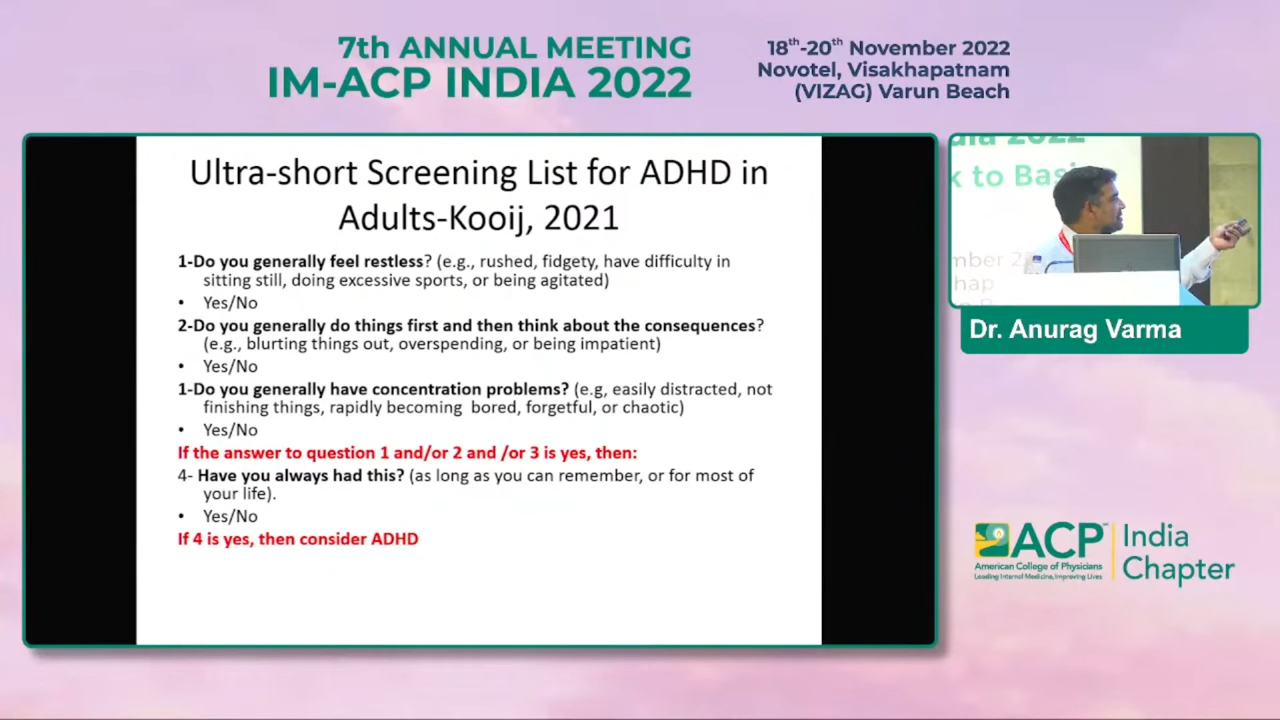 7th ANNUAL MEETING
IM-ACP INDIA 2022
18th-20th November 2022
Novotel, Visakhapatnam
(VIZAG) Varun Beach
Ultra-short Screening List for ADHD in
Adults-Kooij, 2021
1-Do you generally feel restless? (e.g., rushed, fidgety, have difficulty in
sitting still, doing excessive sports, or being agitated)
• Yes/No
2-Do you generally do things first and then think about the consequences?
(e.g., blurting things out, overspending, or being impatient)
• Yes/No
1-Do you generally have concentration problems? (e.g, easily distracted, not
finishing things, rapidly becoming bored, forgetful, or chaotic)
• Yes/No
If the answer to question 1 and/or 2 and /or 3 is yes, then:
4- Have you always had this? (as long as you can remember, or for most of
your life).
• Yes/No
If 4 is yes, then consider ADHD
dia 2022
k to Basi
mber 2
hap
Dr. Anurag Varma
ACP
American College of Physicians
Leading Internal Medicine, Improving Lives
India
Chapter